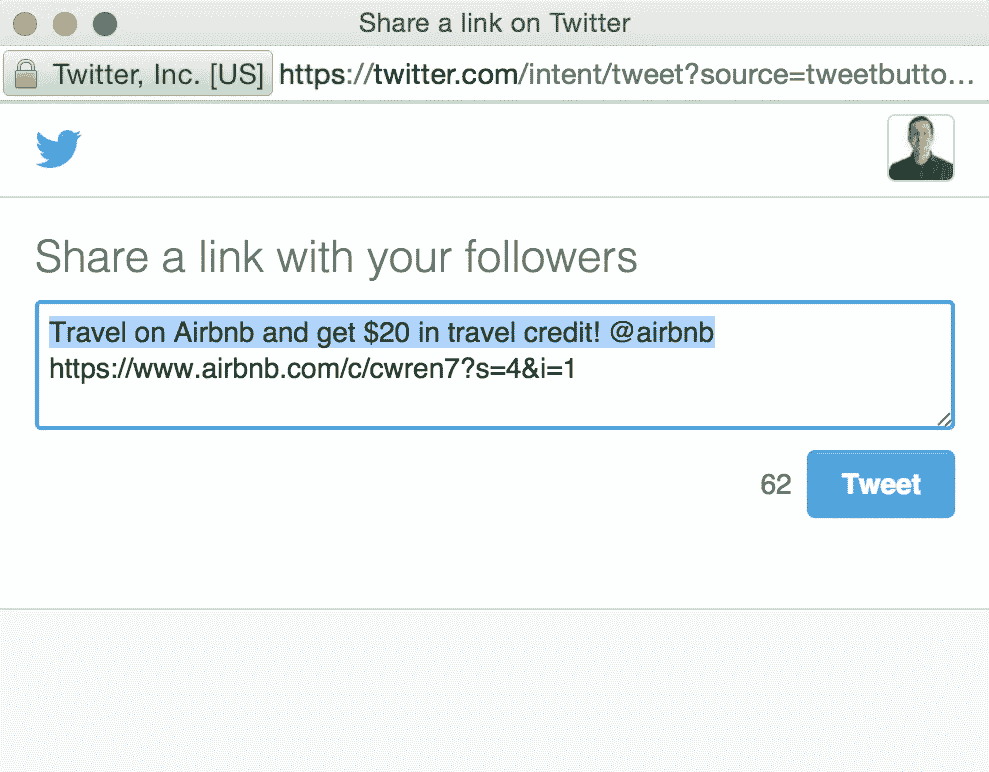 Share a link on Twitter
Twitter, Inc. [US] https://twitter.com/intent/tweet?source=tweetbutto...
Share a link with your followers
Travel on Airbnb and get $20 in travel credit! @airbnb
https://www.airbnb.com/c/cwren7?s=4&i=1
62 Tweet